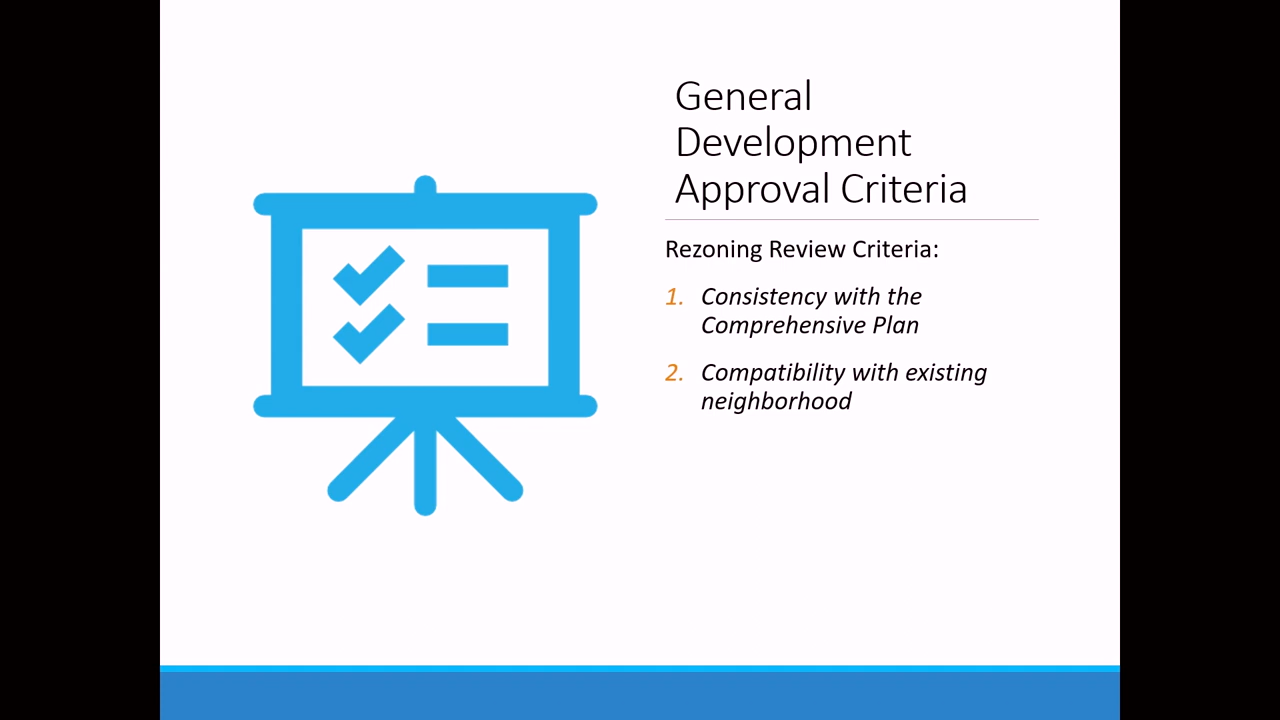 General
Development
Approval Criteria
Rezoning Review Criteria:
1. Consistency with the
Comprehensive Plan
2. Compatibility with existing
neighborhood